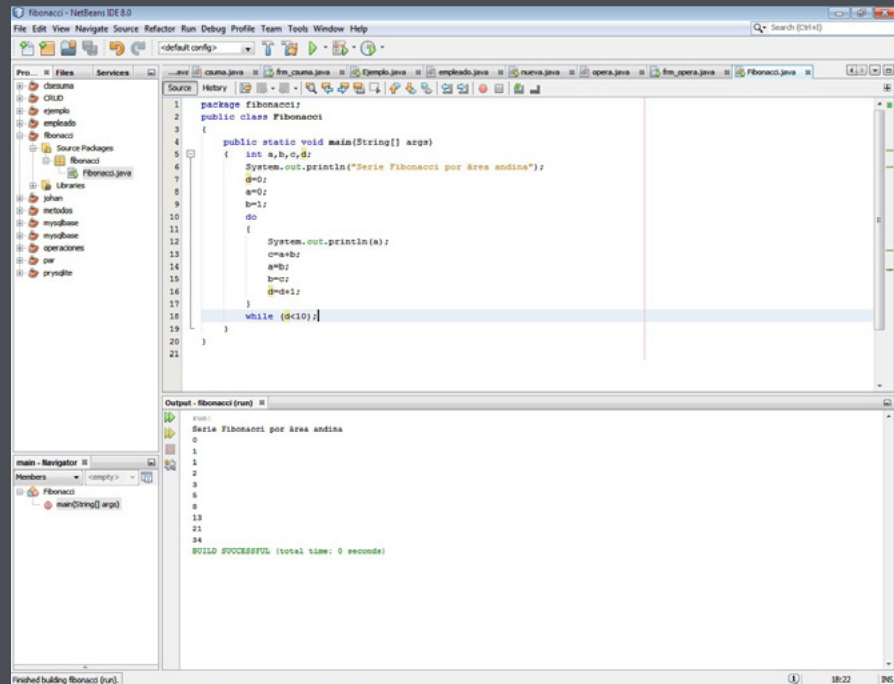 fibonacci - NetBeans IDE 8.0
File Edit View Navigate Source Refactor Run Debug Profile Team Tools Window Help
Search (Ctrl+I)
<default config>
Pro... Files Services
clsesuma
CRUD
ejemplo
empleado
fibonacci
Source Packages
fibonacci
Fibonacci.java
Libraries
johan
metodos
mysqlbase
mysqlbase
operaciones
par
prysqlite
...ava csuma.java frm_csuma.java Ejemplo.java empleado.java nueva.java opera.java frm_opera.java Fibonacci.java
Source History
1 package fibonacci;
2 public class Fibonacci
3 {
4 public static void main(String[] args)
5 { int a,b,c,d;
6 System.out.println("Serie Fibonacci por área andina");
7 d=0;
8 a=0;
9 b=1;
10 do
11 {
12 System.out.println(a);
13 c=a+b;
14 a=b;
15 b=c;
16 d=d+1;
17 }
18 while (d<10);
19 }
20 }
21
Output - fibonacci (run)
run:
Serie Fibonacci por área andina
0
1
1
2
3
5
8
13
21
34
BUILD SUCCESSFUL (total time: 0 seconds)
main - Navigator
Members <empty>
Fibonacci
main(String[] args)
Finished building fibonacci (run).
1 18:22 INS